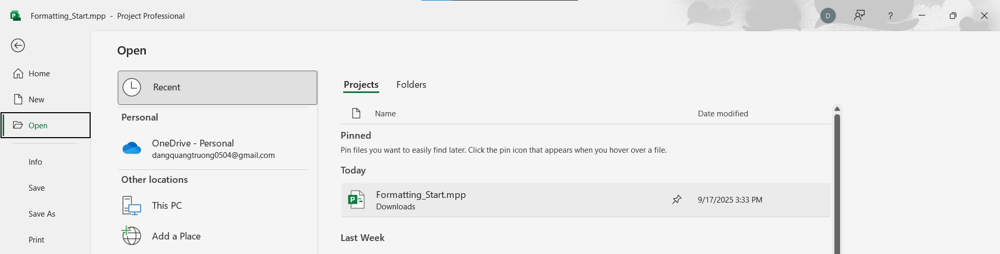 Formatting_Start.mpp - Project Professional
D
?
Home
New
Open
Info
Save
Save As
Print
Open
Recent
Personal
OneDrive - Personal
dangquangtruong0504@gmail.com
Other locations
This PC
Add a Place
Projects Folders
Name Date modified
Pinned
Pin files you want to easily find later. Click the pin icon that appears when you hover over a file.
Today
Formatting_Start.mpp
Downloads
9/17/2025 3:33 PM
Last Week